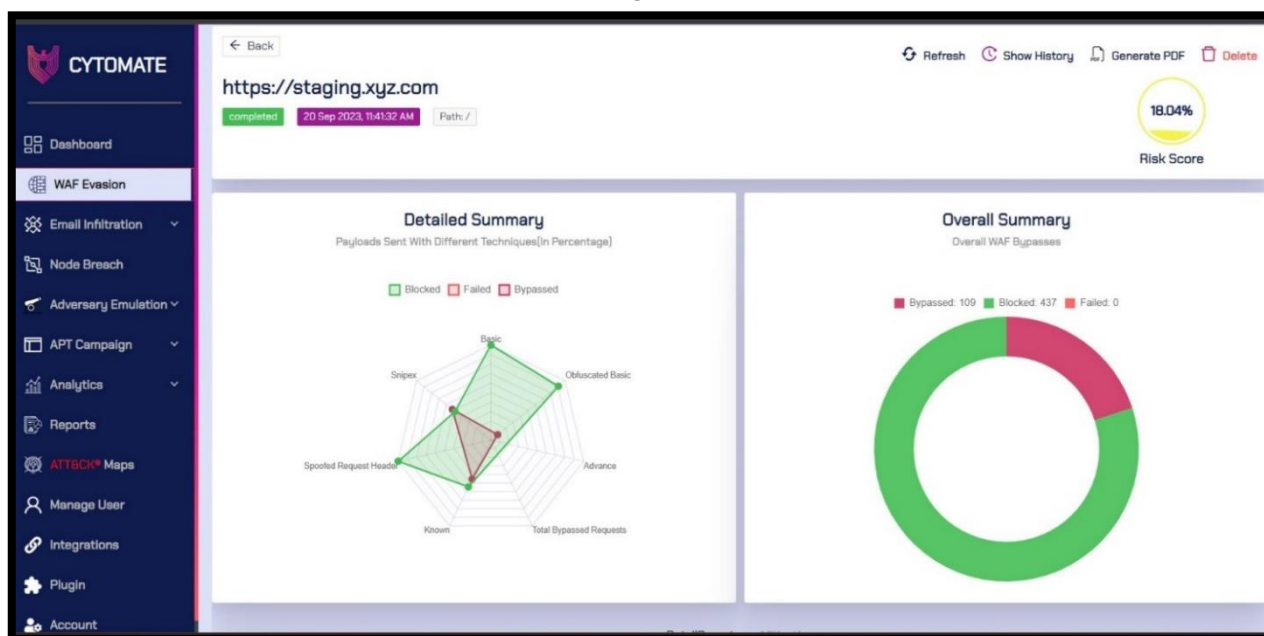 CYTOMATE
Dashboard
WAF Evasion
Email Infiltration
Node Breach
Adversary Emulation
APT Campaign
Analytics
Reports
ATT&CK® Maps
Manage User
Integrations
Plugin
Account
← Back
Refresh Show History Generate PDF Delete
https://staging.xyz.com
completed 20 Sep 2023, 11:41:32 AM Path: /
18.04%
Risk Score
Detailed Summary
Payloads Sent With Different Techniques(In Percentage)
Blocked Failed Bypassed
Basic
Snipex
Obfuscated Basic
Spoofed Request Header
Advance
Known
Total Bypassed Requests
Overall Summary
Overall WAF Bypasses
Bypassed: 109 Blocked: 437 Failed: 0